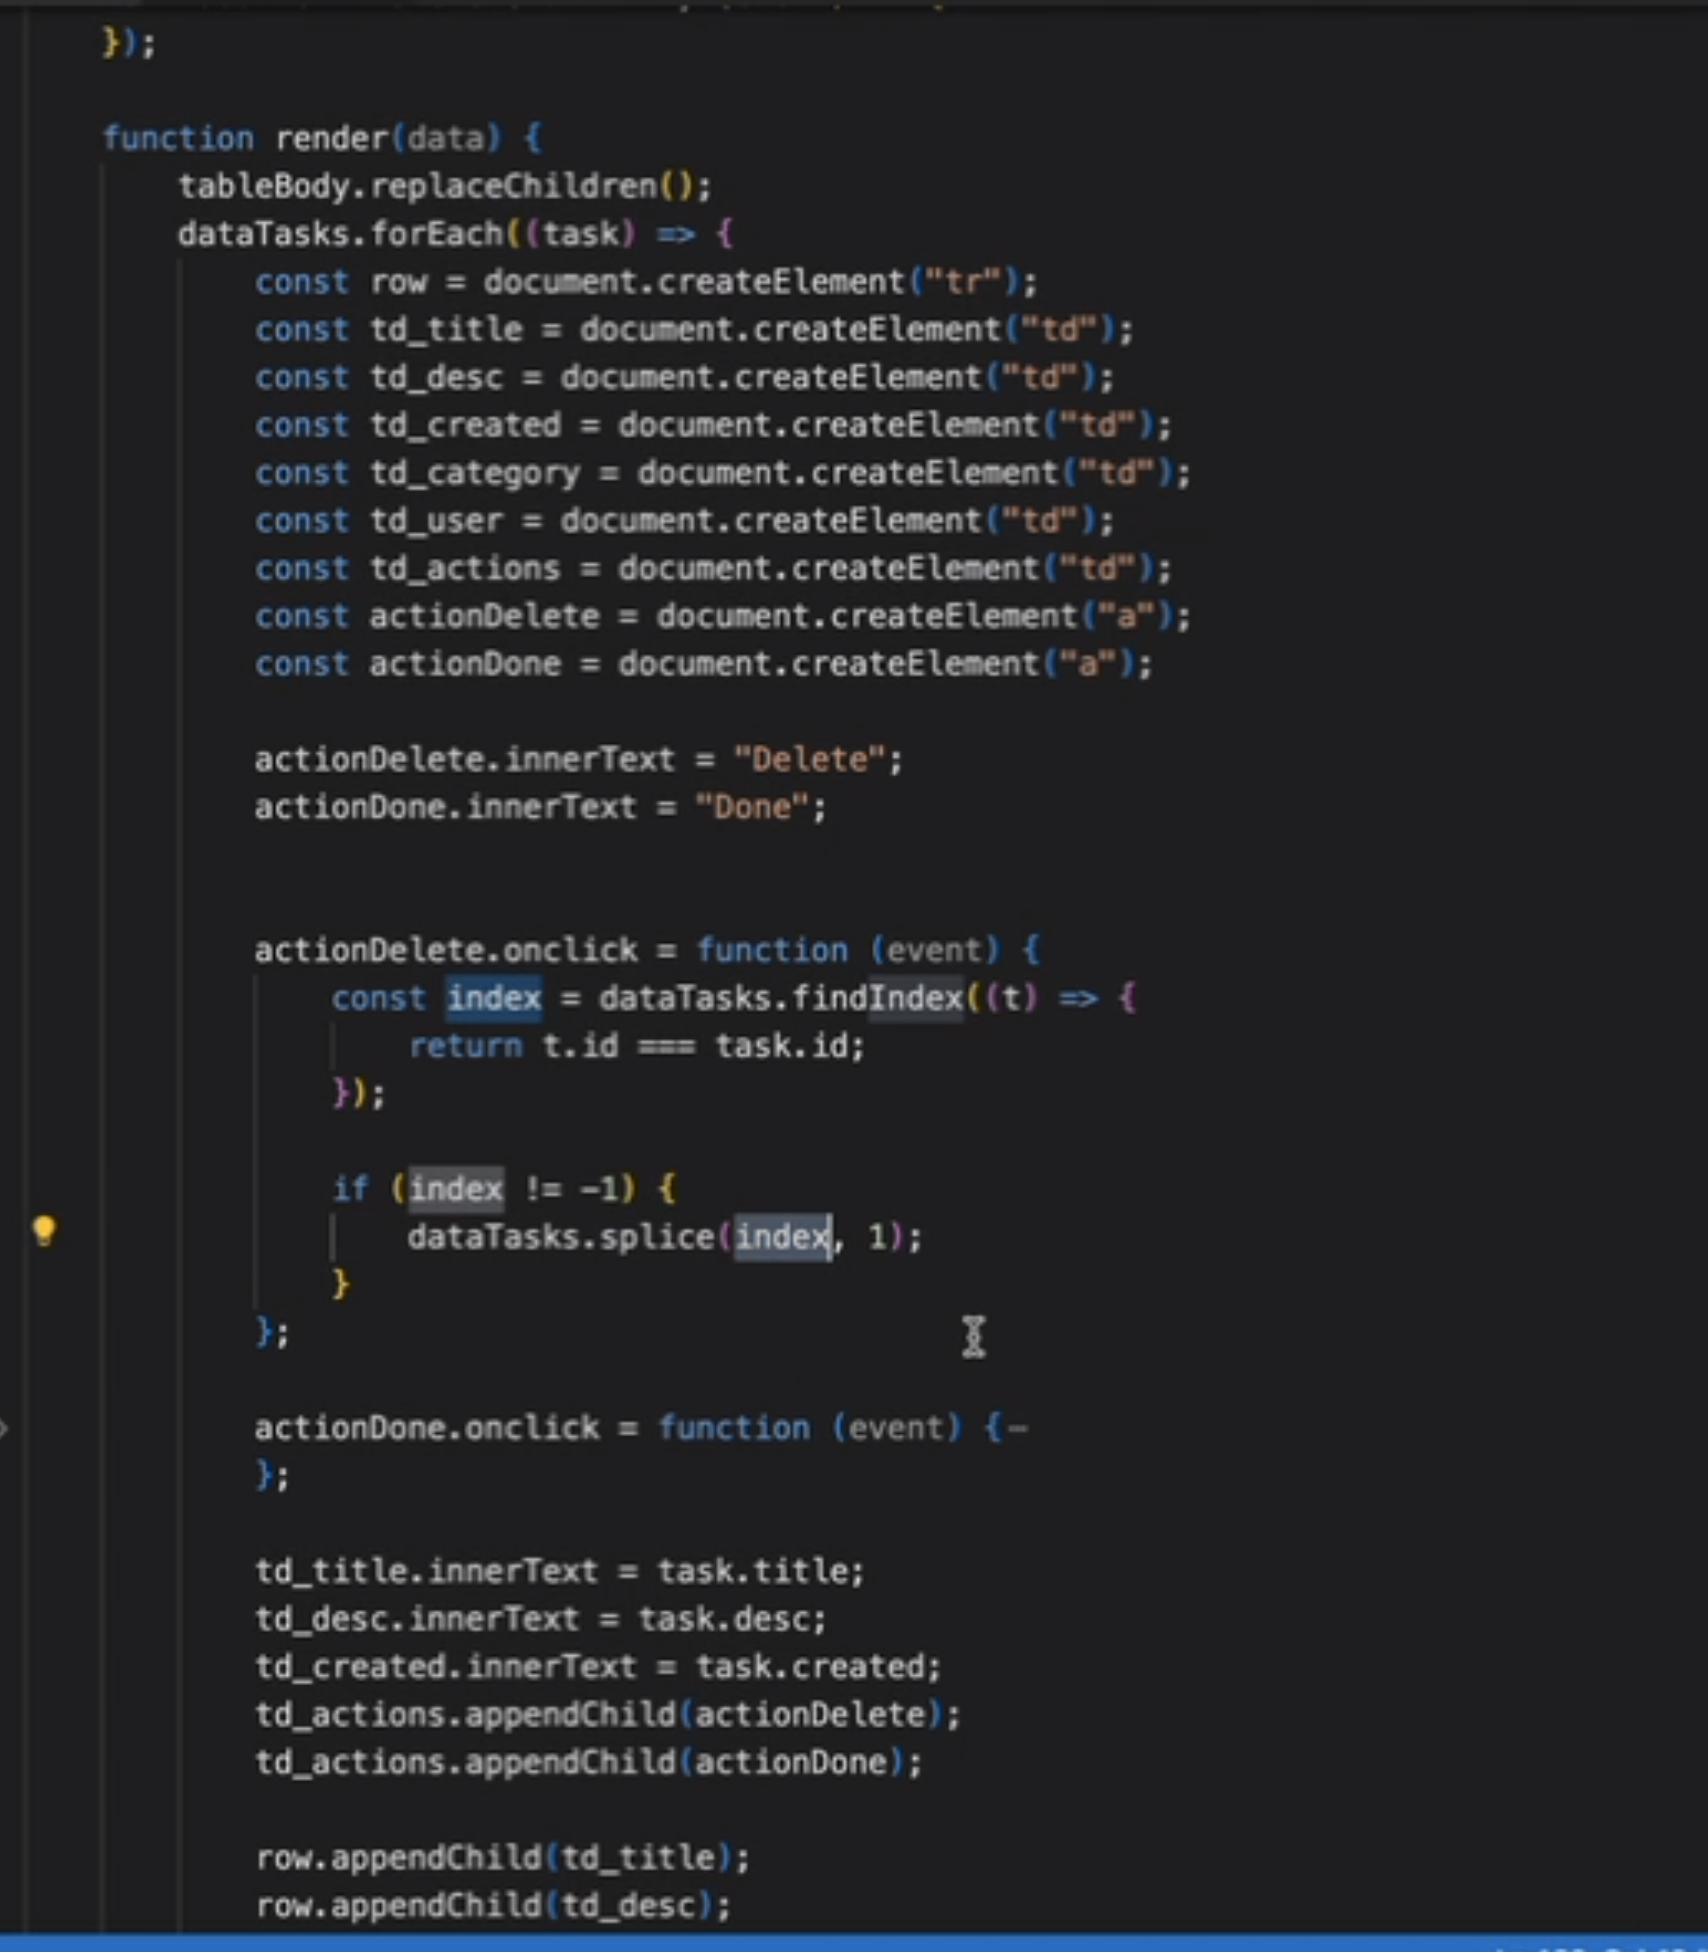 });
function render(data) {
tableBody.replaceChildren();
dataTasks.forEach((task) => {
const row = document.createElement("tr");
const td_title = document.createElement("td");
const td_desc = document.createElement("td");
const td_created = document.createElement("td");
const td_category = document.createElement("td");
const td_user = document.createElement("td");
const td_actions = document.createElement("td");
const actionDelete = document.createElement("a");
const actionDone = document.createElement("a");
actionDelete.innerText = "Delete";
actionDone.innerText = "Done";
actionDelete.onclick = function (event) {
const index = dataTasks.findIndex((t) => {
return t.id === task.id;
});
if (index != -1) {
dataTasks.splice(index, 1);
}
};
actionDone.onclick = function (event) {–
};
td_title.innerText = task.title;
td_desc.innerText = task.desc;
td_created.innerText = task.created;
td_actions.appendChild(actionDelete);
td_actions.appendChild(actionDone);
row.appendChild(td_title);
row.appendChild(td_desc);